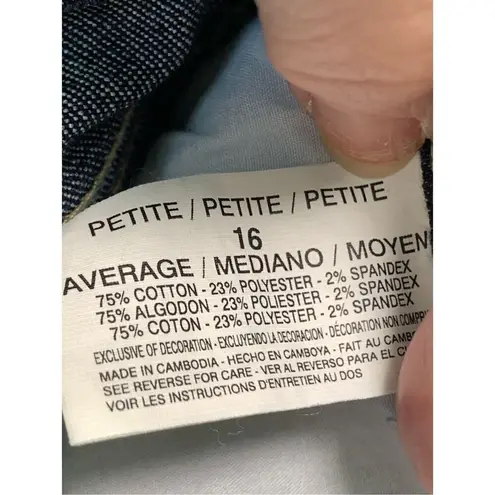 PETITE / PETITE / PETITE
16
AVERAGE / MEDIANO / MOYEN
75% COTTON - 23% POLYESTER - 2% SPANDEX
75% ALGODON - 23% POLIESTER - 2% SPANDEX
75% COTON - 23% POLYESTER - 2% SPANDEX
EXCLUSIVE OF DECORATION - EXCLUYENDO LA DECORACION - DÉCORATION NON
MADE IN CAMBODIA - HECHO EN CAMBOYA - FAIT AU
SEE REVERSE FOR CARE - VER AL REVERSO PARA EL
VOIR LES INSTRUCTIONS D'ENTRETIEN AU DOS